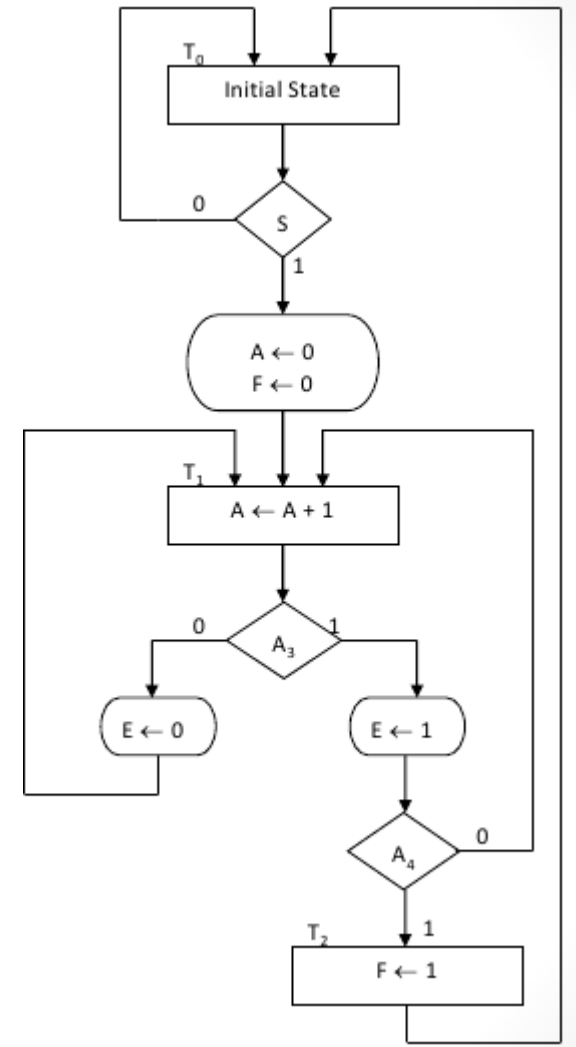 T₀
Initial State
0
S
1
A ← 0
F ← 0
T₁
A ← A + 1
0
1
A₃
E ← 0
E ← 1
0
A₄
1
T₂
F ← 1